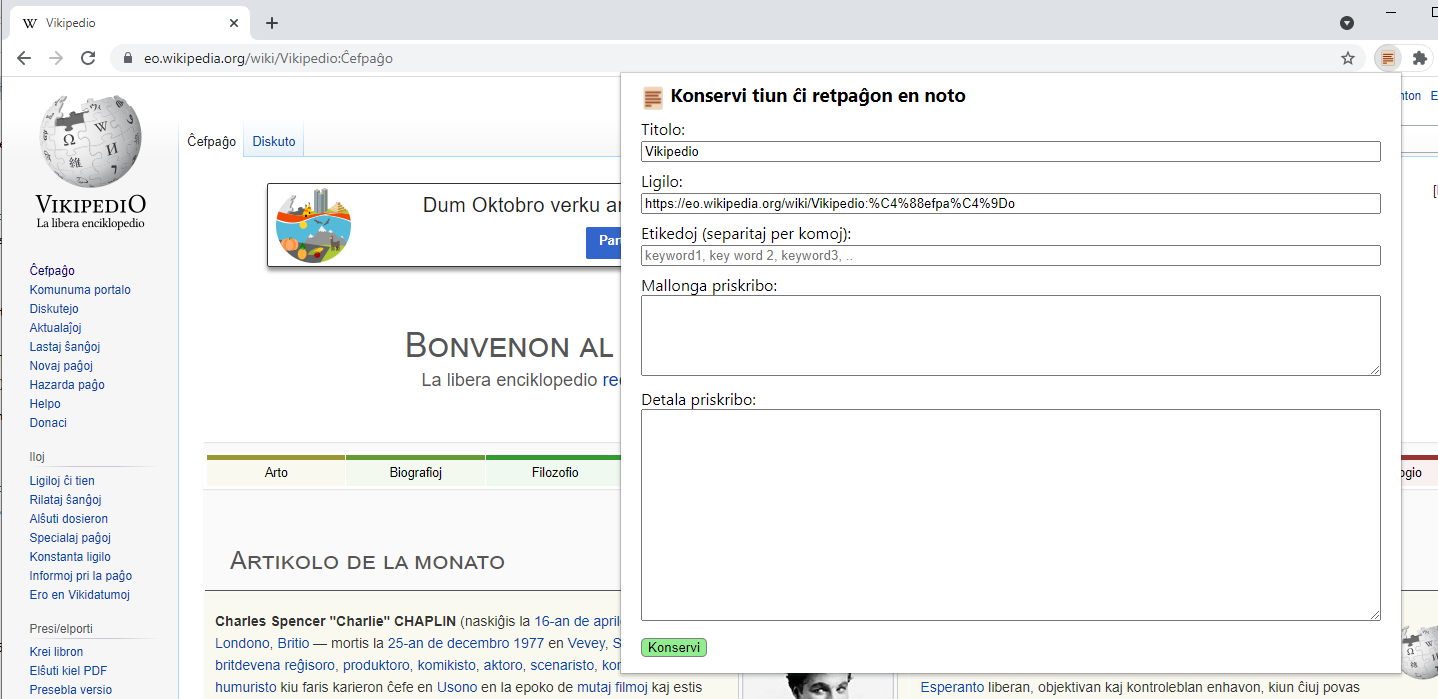 Vikipedio
eo.wikipedia.org/wiki/Vikipedio:Ĉefpaĝo
VIKIPEDIO
La libera enciklopedio
Ĉefpaĝo
Komunuma portalo
Diskutejo
Aktualaĵoj
Lastaj ŝanĝoj
Novaj paĝoj
Hazarda paĝo
Helpo
Donaci
Iloj
Ligiloj ĉi tien
Rilataj ŝanĝoj
Alŝuti dosieron
Specialaj paĝoj
Konstanta ligilo
Informoj pri la paĝo
Ero en Vikidatumoj
Presi/elporti
Krei libron
Elŝuti kiel PDF
Presebla versio
Ĉefpaĝo Diskuto
Dum Oktobro verku
BONVENON AL
La libera enciklopedio
Arto Biografioj Filozofio
ARTIKOLO DE LA MONATO
Charles Spencer "Charlie" CHAPLIN (naskiĝis la 16-an de
Londono, Britio — mortis la 25-an de decembro 1977 en Vevey,
britdevena reĝisoro, produktoro, komikisto, aktoro, scenaristo,
humuristo kiu faris karieron ĉefe en Usono en la epoko de mutaj filmoj kaj estis
Konservi tiun ĉi retpaĝon en noto
Titolo:
Vikipedio
Ligilo:
https://eo.wikipedia.org/wiki/Vikipedio:%C4%88efpa%C4%9Do
Etikedoj (separitaj per komoj):
keyword1, key word 2, keyword3, ..
Mallonga priskribo:
Detala priskribo:
Konservi
Esperanto liberan, objektivan kaj kontroleblan enhavon, kiun ĉiuj povas